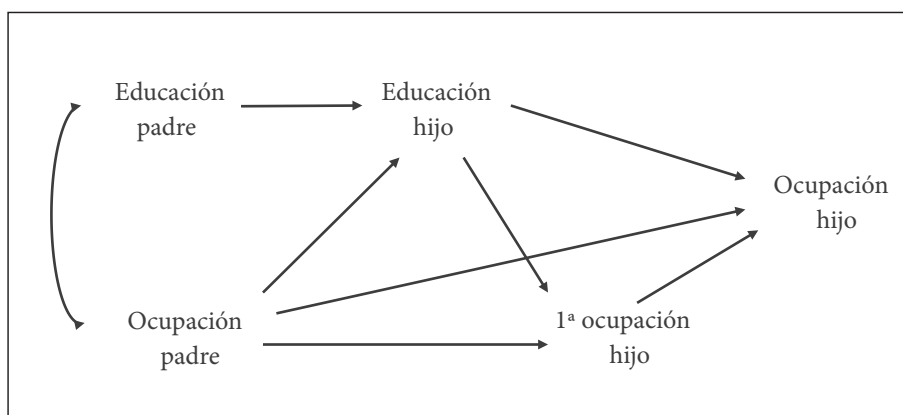 Educación
padre
Educación
hijo
Ocupación
hijo
Ocupación
padre
1ª ocupación
hijo